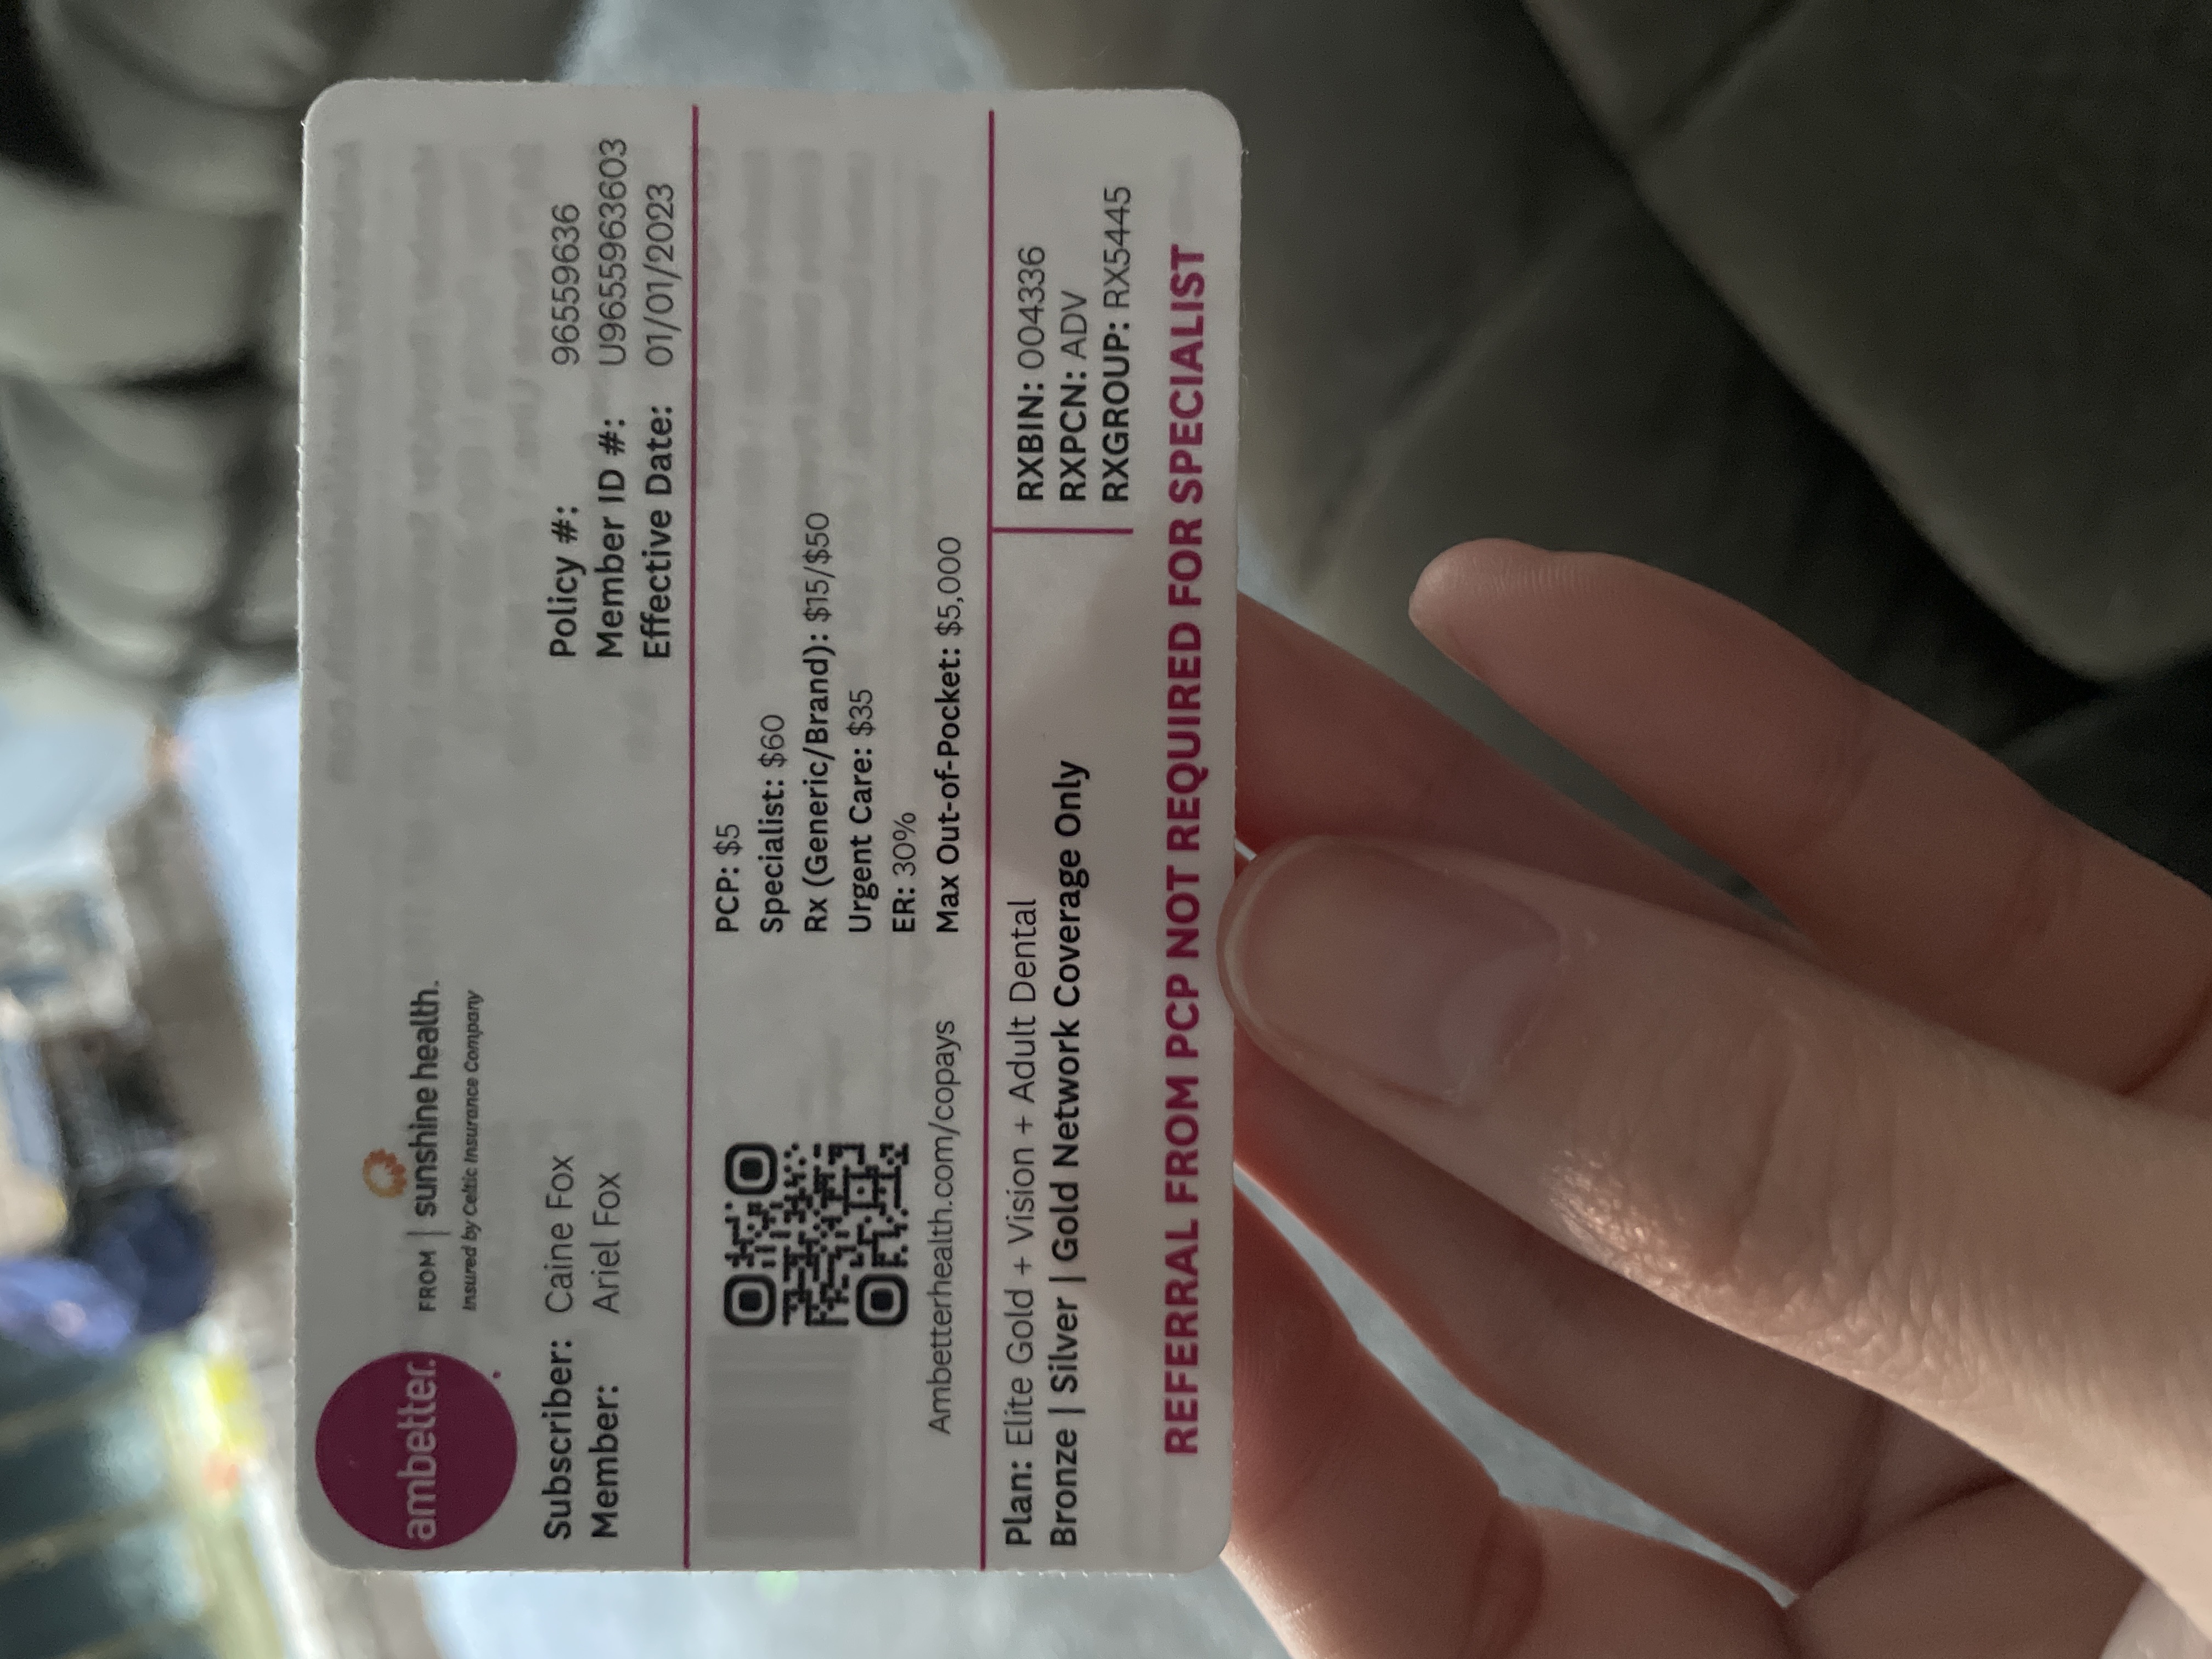 ambetter.
FROM | sunshine health.
Insured by Celtic Insurance Company
Subscriber: Caine Fox
Member: Ariel Fox
Policy #: 96559636
Member ID #: U9655963603
Effective Date: 01/01/2023
Ambetterhealth.com/copays
PCP: $5
Specialist: $60
Rx (Generic/Brand): $15/$50
Urgent Care: $35
ER: 30%
Max Out-of-Pocket: $5,000
Plan: Elite Gold + Vision + Adult Dental
Bronze | Silver | Gold Network Coverage Only
RXBIN: 004336
RXPCN: ADV
RXGROUP: RX5445
REFERRAL FROM PCP NOT REQUIRED FOR SPECIALIST